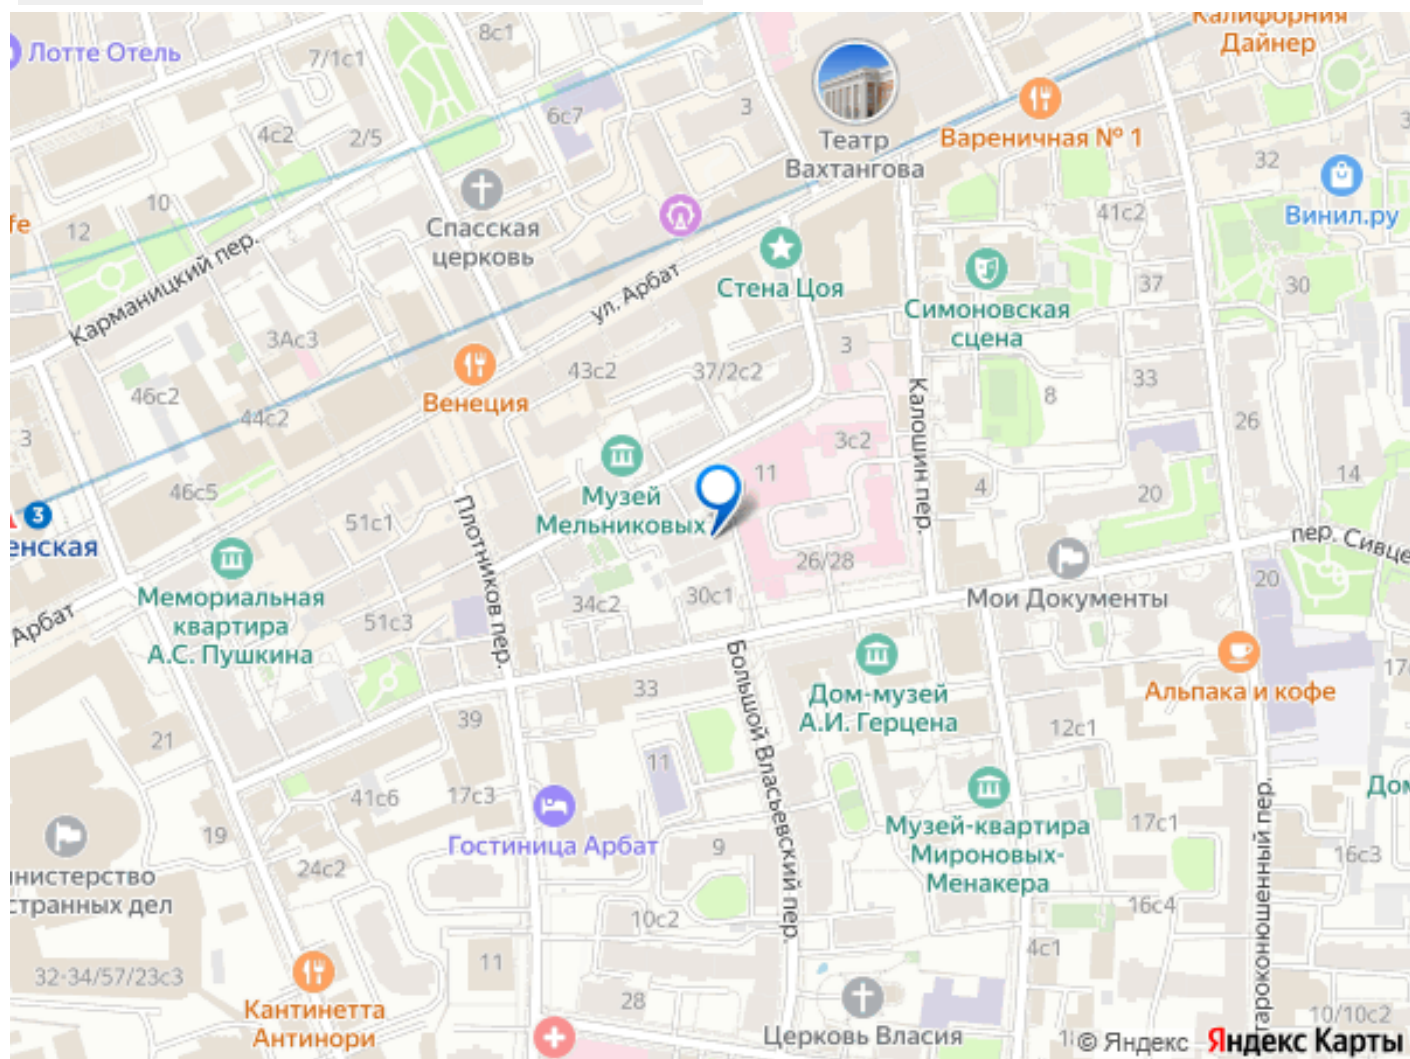 Калифорния
Дайнер
8с1
Лотте Отель
7/1с1
6с7
3
Театр
Вахтангова
Вареничная № 1
4с2
2/5
32
Винил.ру
10
12
fe
Спасская
церковь
41с2
Карманицкий пер.
ул. Арбат
Стена Цоя
37
30
Симоновская
сцена
3Ас3
3
46с2
Венеция
43с2
37/2с2
33
8
44с2
26
3
Калошин пер.
3с2
Музей
Мельниковых
11
14
46с5
4
20
51с1
3
енская
Плотников пер.
пер. Сивце
26/28
20
Мемориальная
квартира
А.С. Пушкина
34с2
30с1
Мои Документы
Арбат
51с3
Большой Власьевский пер.
33
Дом-музей
А.И. Герцена
Альпака и кофе
39
12с1
21
11
41с6
17с3
Гостиница Арбат
19
9
Музей-квартира
Мироновых-
Менакера
17с1
Дом
16с3
24с2
нистерство
странных дел
10с2
16с4
4с1
тароконюшенный пер.
32-34/57/23с3
11
28
Кантинетта
Антинори
Церковь Власия
10/10с2
© Яндекс Яндекс Карты